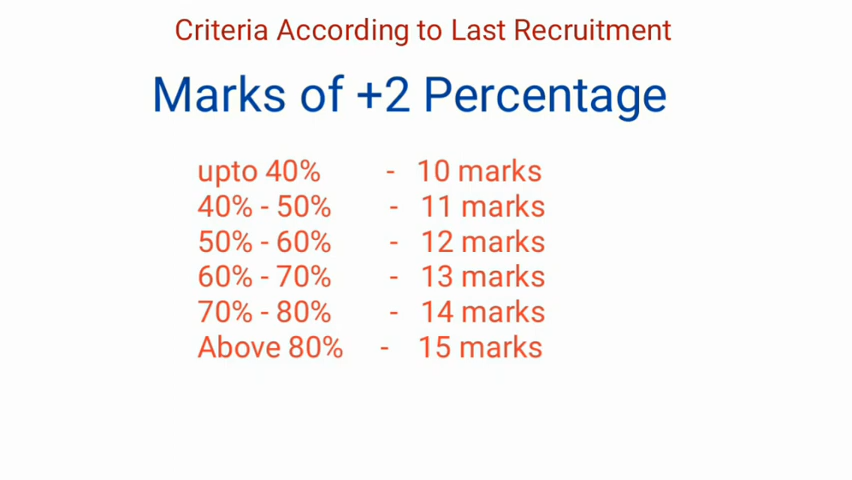 Criteria According to Last Recruitment
Marks of +2 Percentage
upto 40% - 10 marks
40% - 50% - 11 marks
50% - 60% - 12 marks
60% - 70% - 13 marks
70% - 80% - 14 marks
Above 80% - 15 marks